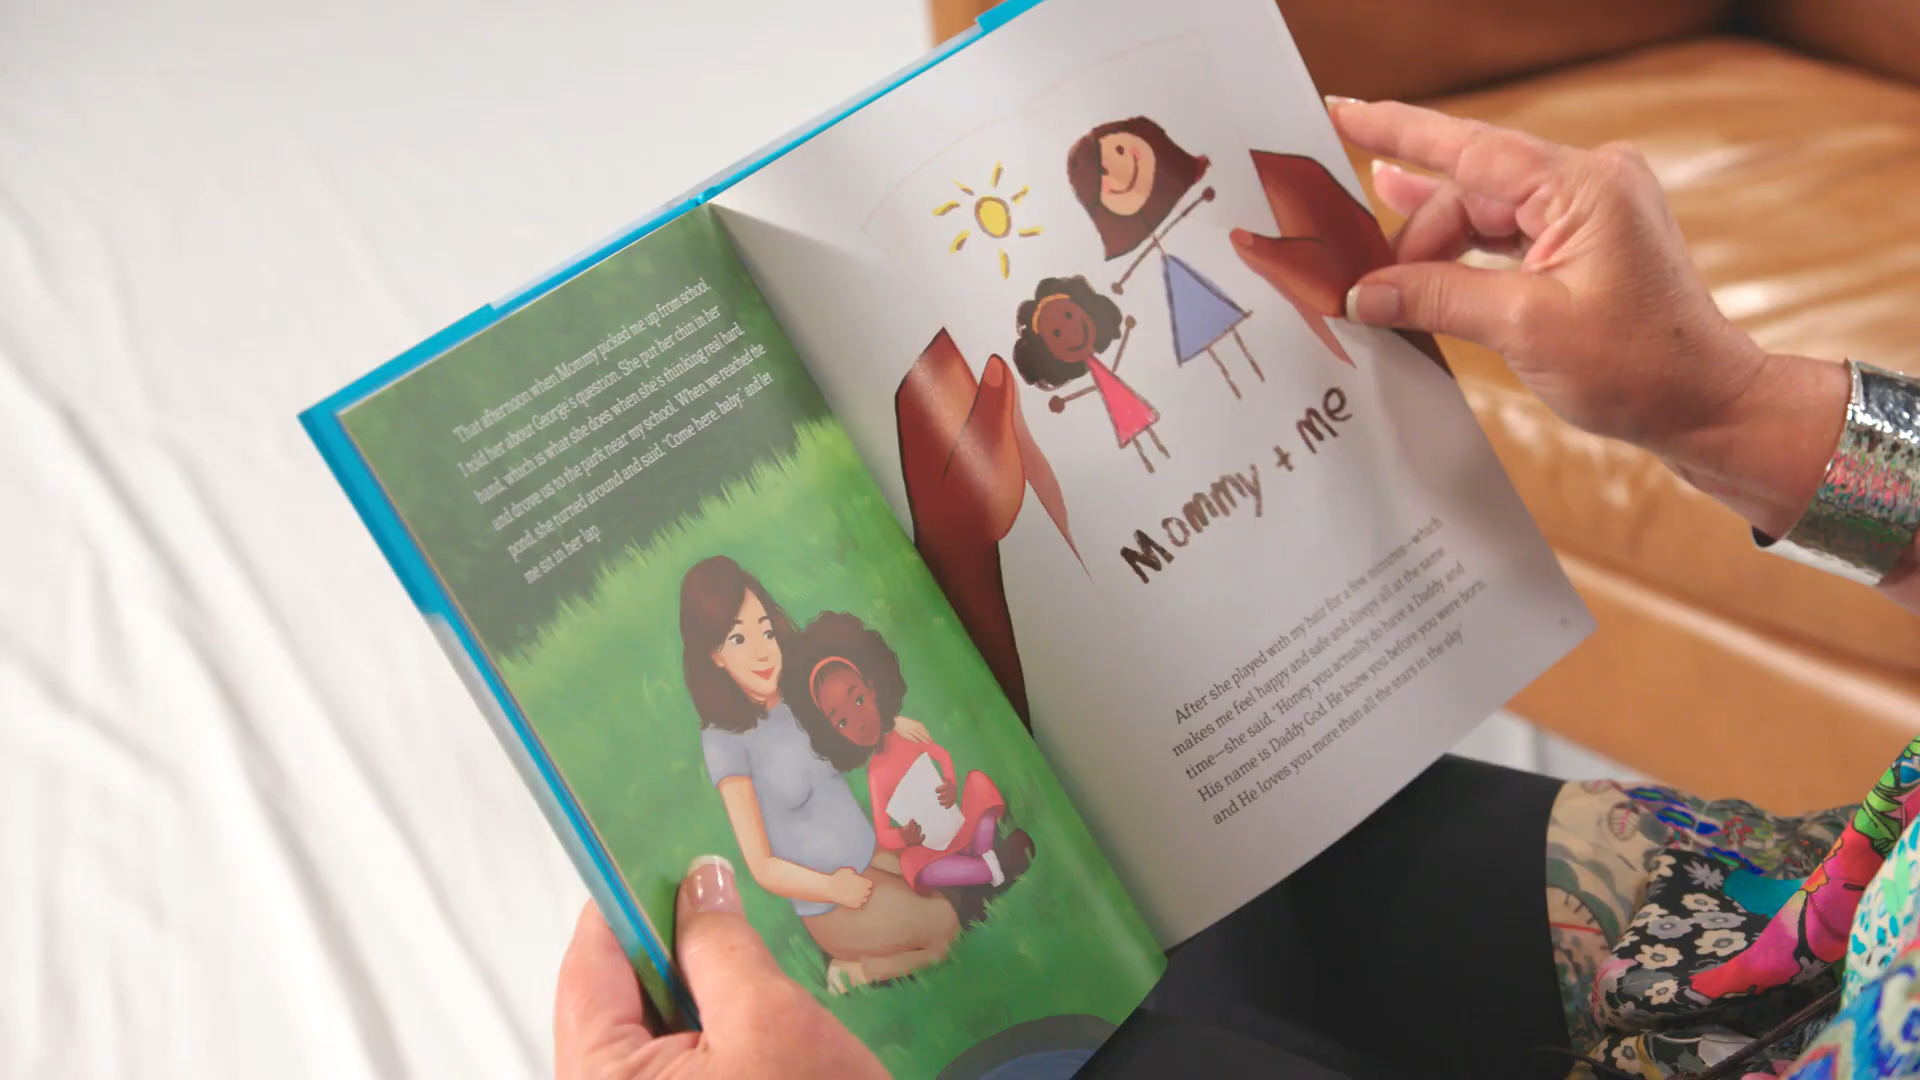 That afternoon when Mommy picked me up from school,
I told her about George's question. She put her chin in her
hand, which is what she does when she's thinking real hard,
and drove us to the park near my school. When we reached the
pond, she turned around and said, "Come here, baby" and let
me sit in her lap
Mommy + me
After she played with my hair for a few minutes—which
makes me feel happy and safe and sleepy all at the same
time—she said, "Honey, you actually do have a Daddy and
His name is Daddy God. He knew you before you were born,
and He loves you more than all the stars in the sky"